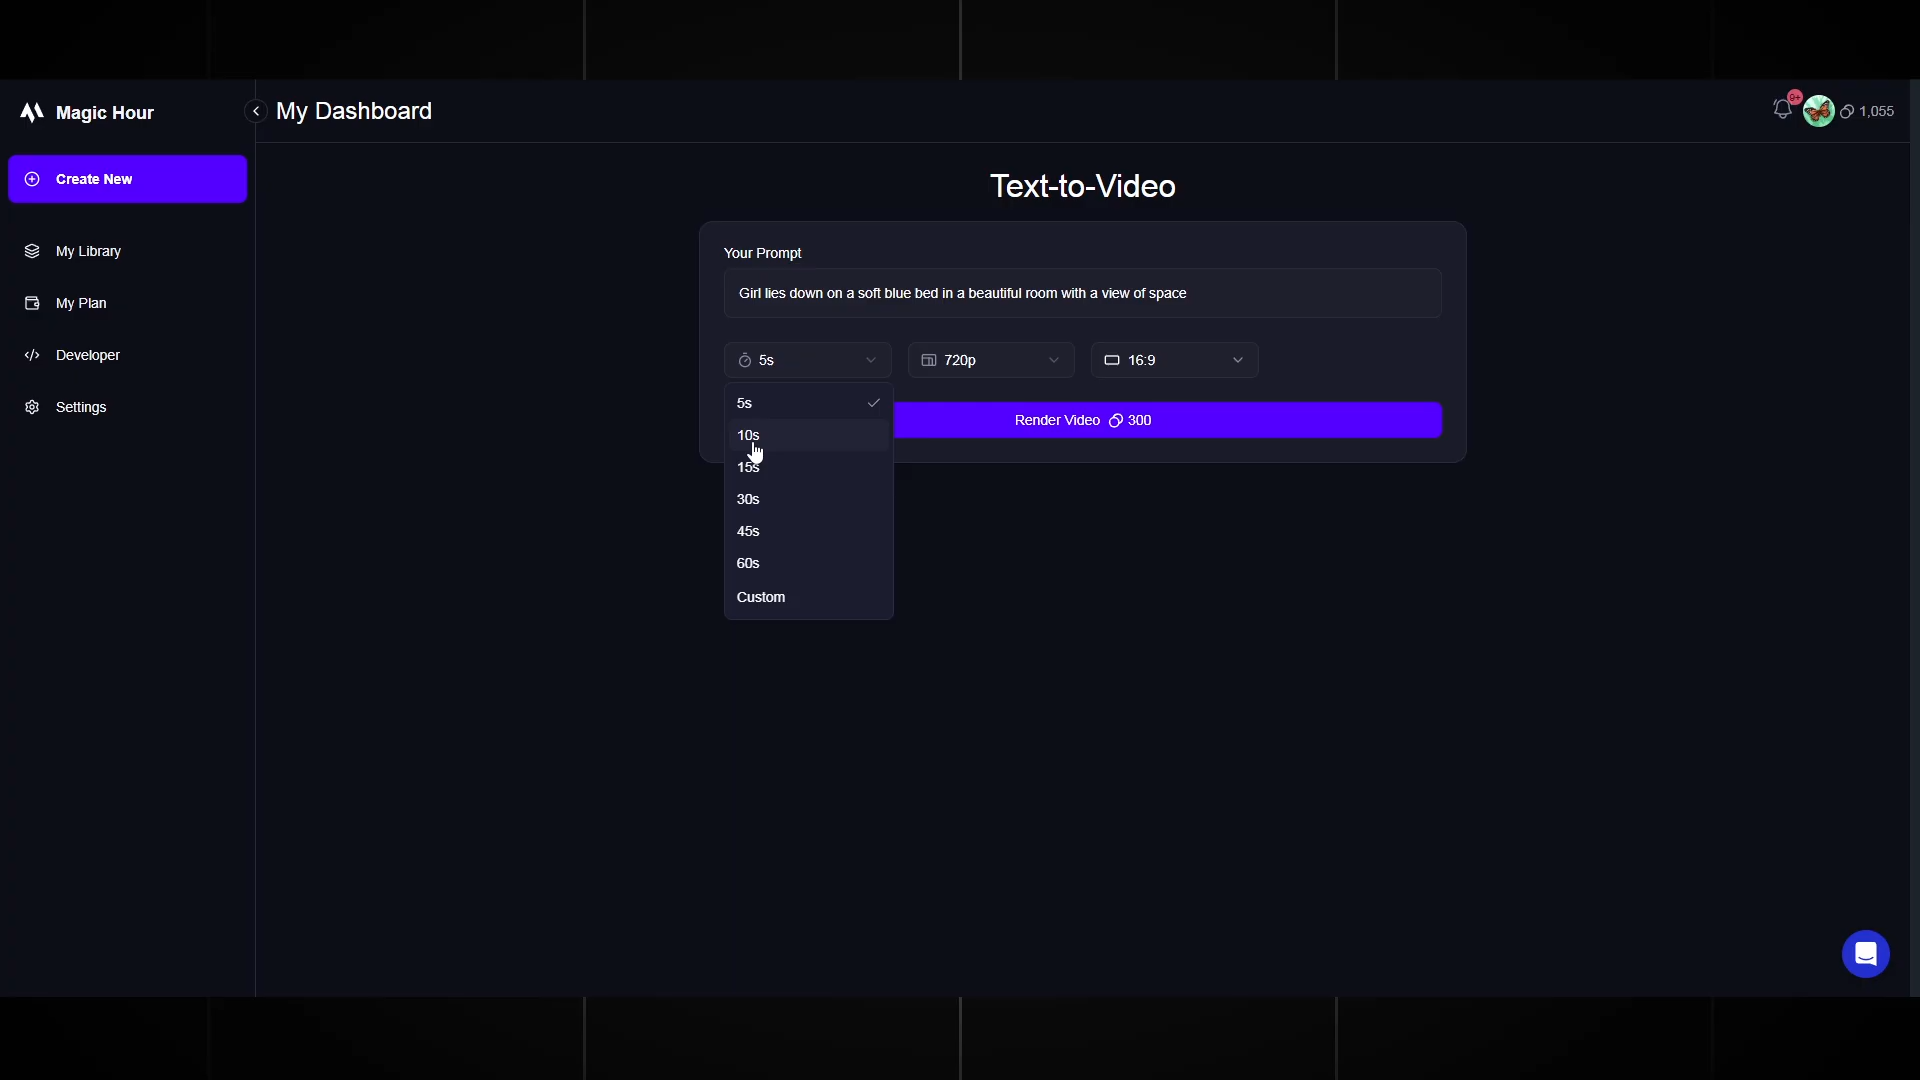 Magic Hour
My Dashboard
9+
1,055
Create New
My Library
My Plan
Developer
Settings
Text-to-Video
Your Prompt
Girl lies down on a soft blue bed in a beautiful room with a view of space
5s
720p
16:9
Render Video 300
5s
10s
15s
30s
45s
60s
Custom